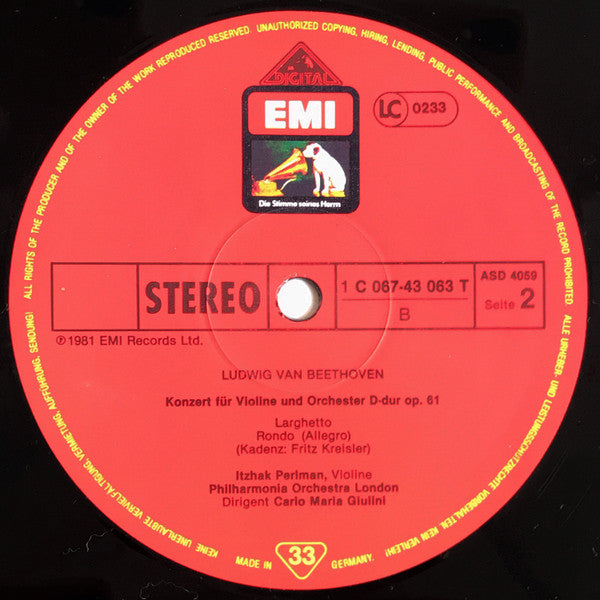 ALL RIGHTS OF THE PRODUCER AND OF THE OWNER OF THE WORK REPRODUCED RESERVED. UNAUTHORIZED COPYING, HIRING, LENDING, PUBLIC PERFORMANCE AND BROADCASTING OF THE RECORD PROHIBITED. ALLE URHEBER- UND LEISTUNGSSCHUTZRECHTE VORBEHALTEN. KEIN VERLEIH! KEINE UNERLAUBTE VERVIELFÄLTIGUNG, VERMIETUNG, AUFFÜHRUNG, SENDUNG!
DIGITAL
EMI
LC 0233
Die Stimme seines Herrn
STEREO
1 C 067-43 063 T
B
ASD 4059
Seite 2
℗ 1981 EMI Records Ltd.
LUDWIG VAN BEETHOVEN
Konzert für Violine und Orchester D-dur op. 61
Larghetto
Rondo (Allegro)
(Kadenz: Fritz Kreisler)
Itzhak Perlman, Violine
Philharmonia Orchestra London
Dirigent Carlo Maria Giulini
MADE IN 33 GERMANY.